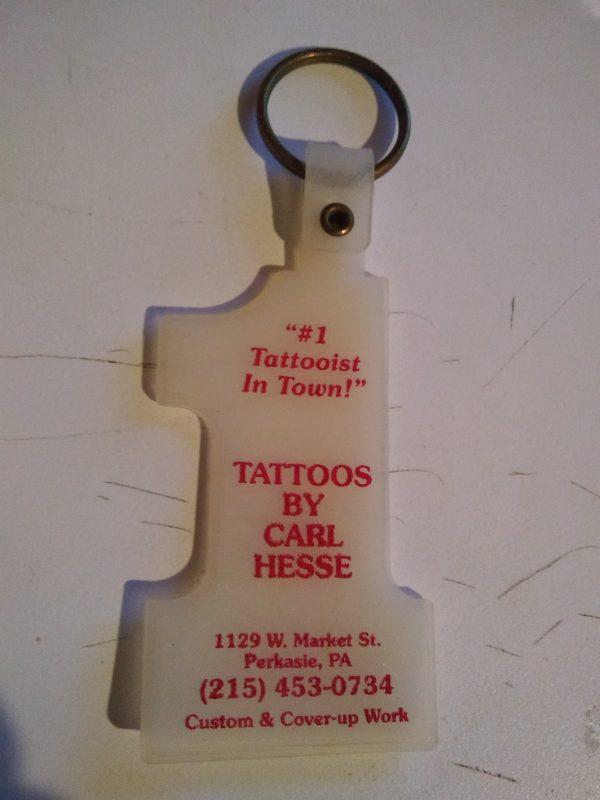 “#1
Tattooist
In Town!”
TATTOOS
BY
CARL
HESSE
1129 W. Market St.
Perkasie, PA
(215) 453-0734
Custom & Cover-up Work